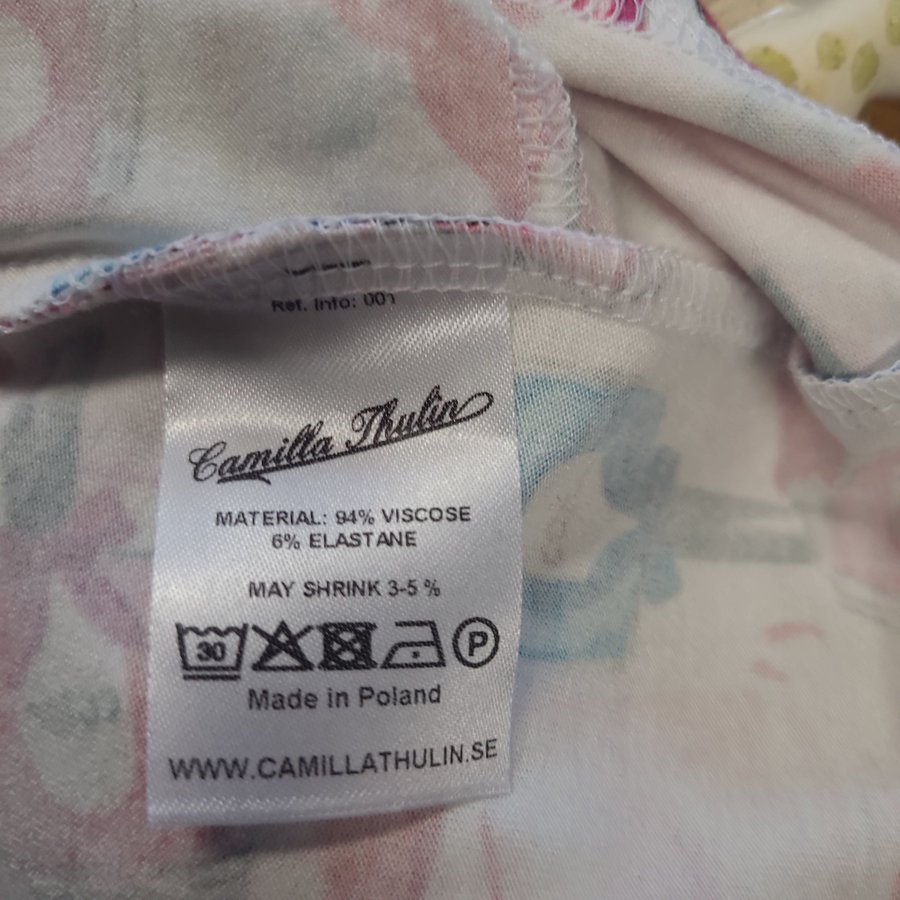 Ref. Info: 001
Camilla Thulin
MATERIAL: 94% VISCOSE
6% ELASTANE
MAY SHRINK 3-5 %
30 P
Made in Poland
WWW.CAMILLATHULIN.SE